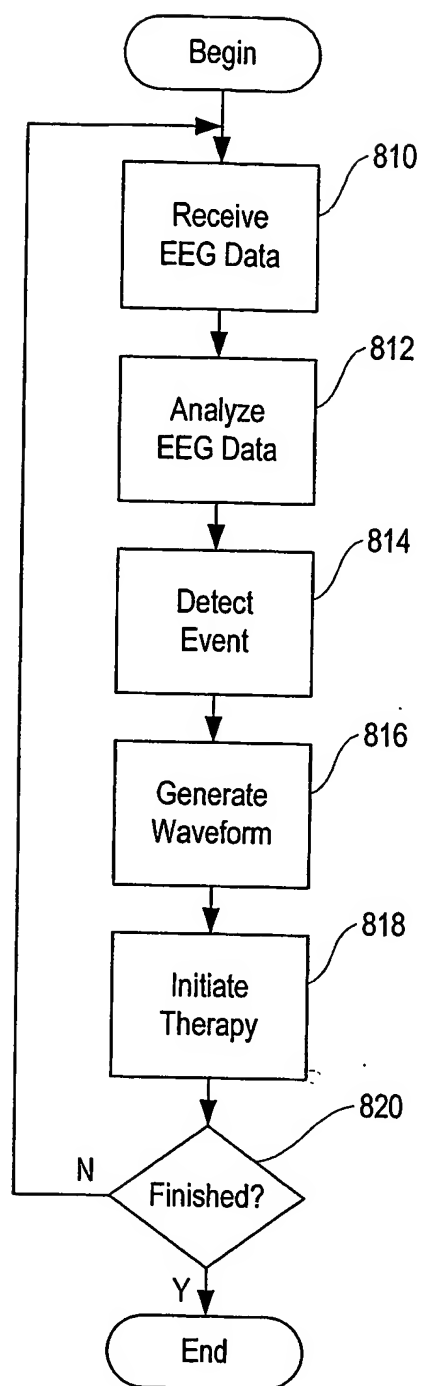 Begin
810
Receive
EEG Data
812
Analyze
EEG Data
814
Detect
Event
816
Generate
Waveform
818
Initiate
Therapy
820
N
Finished?
Y
End